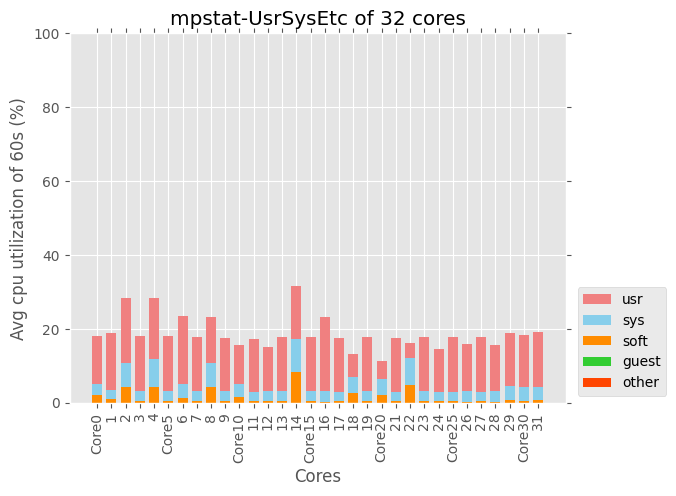 mpstat-UsrSysEtc of 32 cores
Avg cpu utilization of 60s (%)
100
80
60
40
20
0
Core0
1
2
3
4
Core5
6
7
8
9
Core10
11
12
13
14
Core15
16
17
18
19
Core20
21
22
23
24
Core25
26
27
28
29
Core30
31
Cores
usr
sys
soft
guest
other